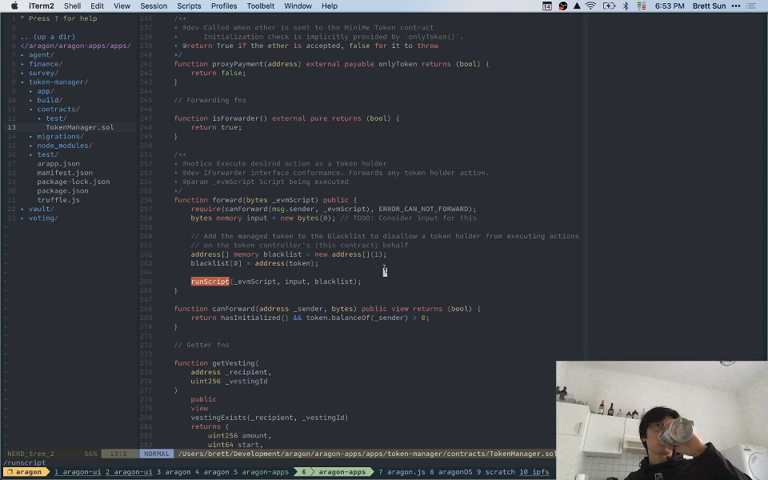 iTerm2 Shell Edit View Session Scripts Profiles Toolbelt Window Help 6:53 PM Brett Sun
" Press ? for help
.. (up a dir)
</aragon/aragon-apps/apps/
agent/
finance/
survey/
token-manager/
app/
build/
contracts/
test/
TokenManager.sol
migrations/
node_modules/
test/
arapp.json
manifest.json
package-lock.json
package.json
truffle.js
vault/
voting/
/**
* @dev Called when ether is sent to the MiniMe Token contract
* Initialization check is implicitly provided by `onlyToken()`.
* @return True if the ether is accepted, false for it to throw
*/
function proxyPayment(address) external payable onlyToken returns (bool) {
return false;
}
// Forwarding fns
function isForwarder() external pure returns (bool) {
return true;
}
/**
* @notice Execute desired action as a token holder
* @dev IForwarder interface conformance. Forwards any token holder action.
* @param _evmScript Script being executed
*/
function forward(bytes _evmScript) public {
require(canForward(msg.sender, _evmScript), ERROR_CAN_NOT_FORWARD);
bytes memory input = new bytes(0); // TODO: Consider input for this
// Add the managed token to the blacklist to disallow a token holder from executing actions
// on the token controller's (this contract) behalf
address[] memory blacklist = new address[](1);
blacklist[0] = address(token);
runScript(_evmScript, input, blacklist);
}
function canForward(address _sender, bytes) public view returns (bool) {
return hasInitialized() && token.balanceOf(_sender) > 0;
}
// Getter fns
function getVesting(
address _recipient,
uint256 _vestingId
)
public
view
vestingExists(_recipient, _vestingId)
returns (
uint256 amount,
uint64 start,
NERD_tree_2 56% 13:1 NORMAL /Users/brett/Development/aragon/aragon-apps/apps/token-manager/contracts/TokenManager.sol
/runscript
aragon 1 aragon-ui 2 aragon-ui 3 aragon 4 aragon 5 aragon-apps 6 aragon-apps 7 aragon.js 8 aragonOS 9 scratch 10 ipfs